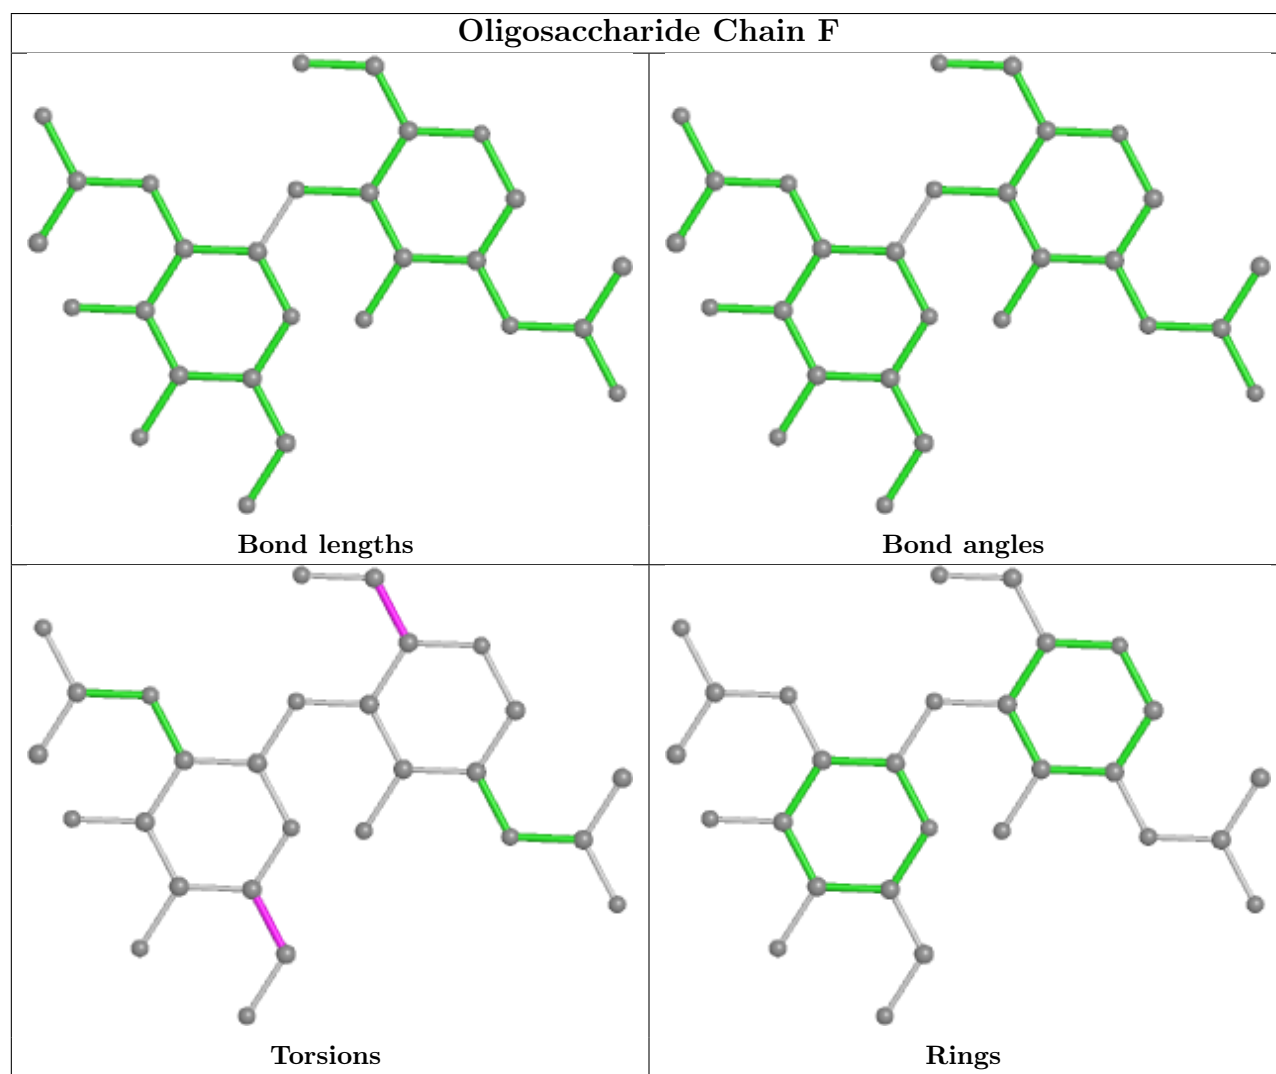 Oligosaccharide Chain F
Bond lengths
Bond angles
Torsions
Rings